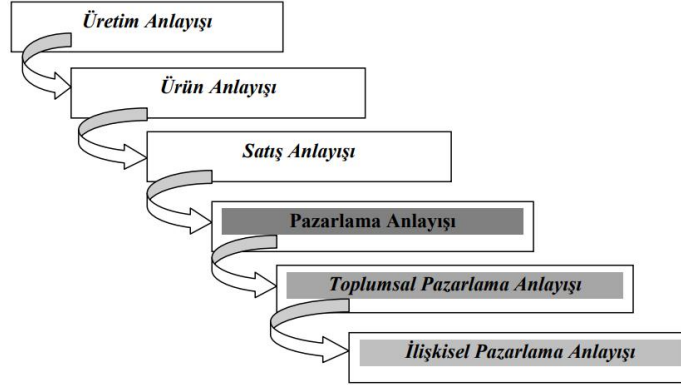 Üretim Anlayışı
Ürün Anlayışı
Satış Anlayışı
Pazarlama Anlayışı
Toplumsal Pazarlama Anlayışı
İlişkisel Pazarlama Anlayışı